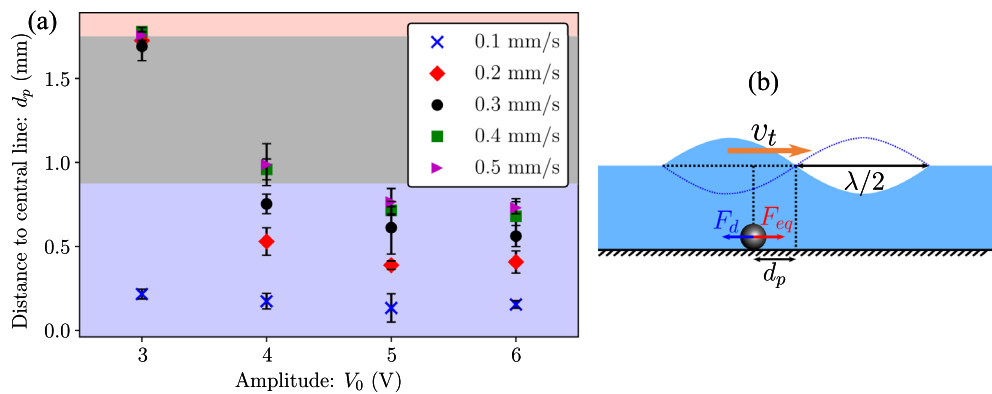 (a)
Distance to central line: d_p (mm)
1.5
1.0
0.5
0.0
0.1 mm/s
0.2 mm/s
0.3 mm/s
0.4 mm/s
0.5 mm/s
3 4 5 6
Amplitude: V_0 (V)
(b)
v_t
λ/2
F_d F_eq
d_p